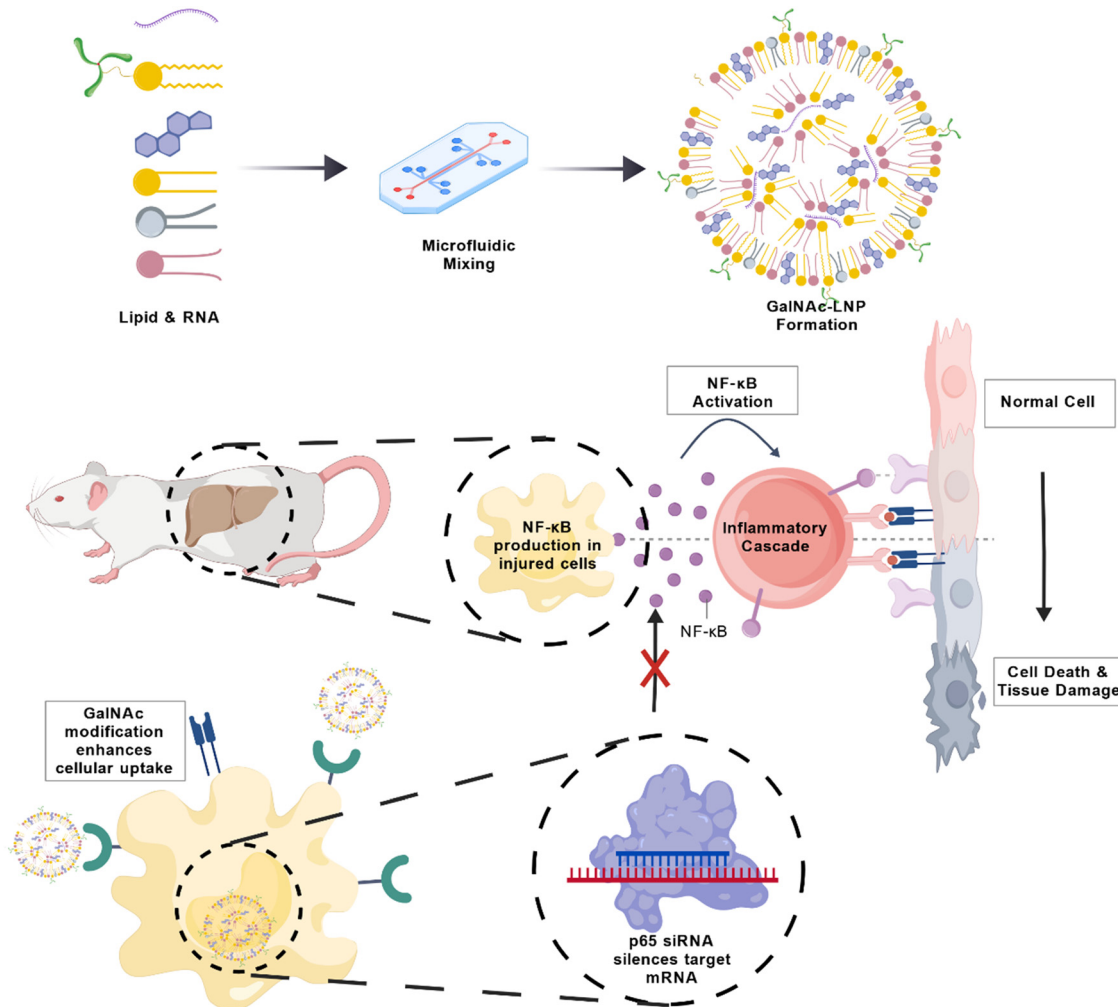 Lipid & RNA
Microfluidic
Mixing
GalNAc-LNP
Formation
NF-κB
Activation
Normal Cell
NF-κB
production in
injured cells
Inflammatory
Cascade
NF-κB
Cell Death &
Tissue Damage
GalNAc
modification
enhances
cellular uptake
p65 siRNA
silences target
mRNA